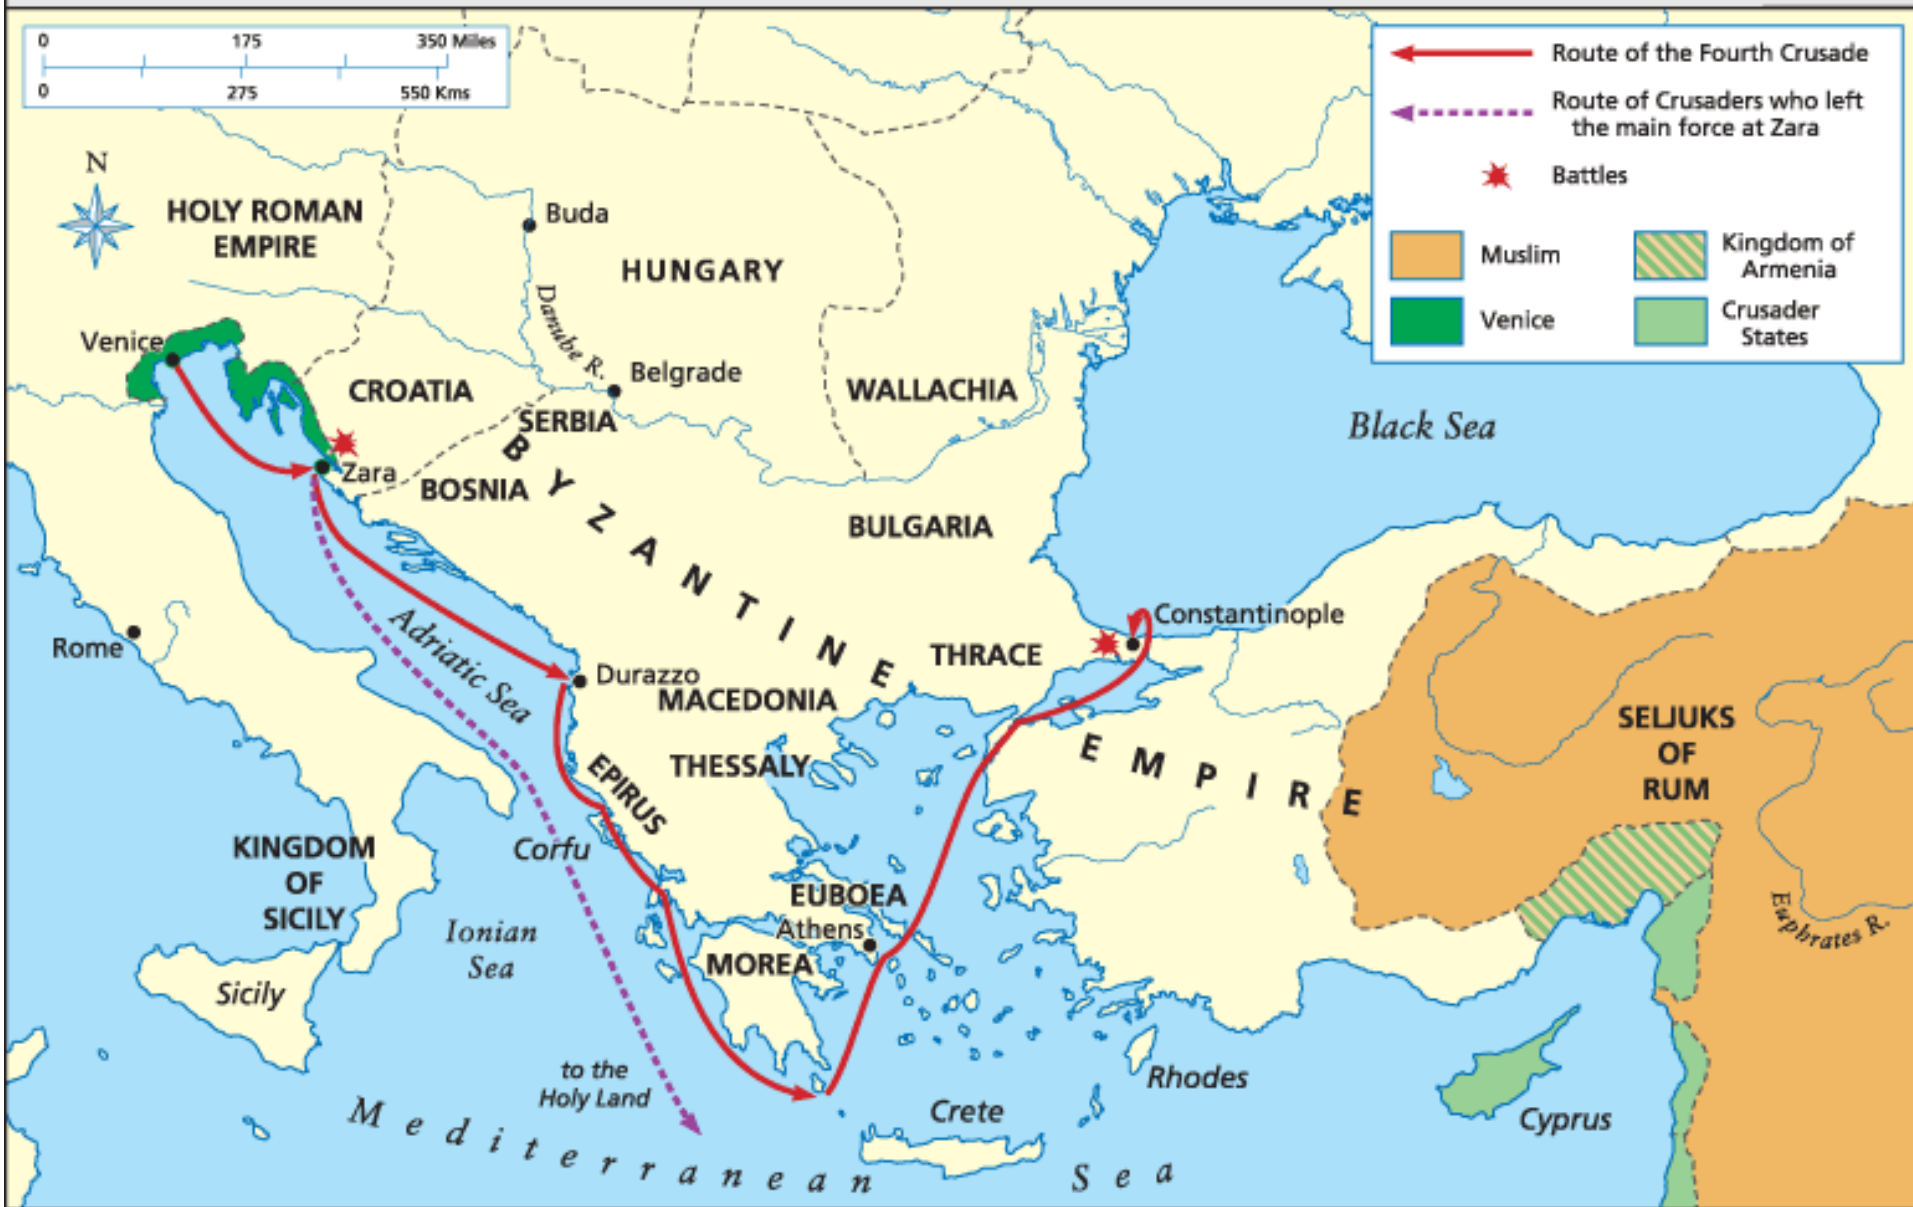 0 175 350 Miles
0 275 550 Kms
Route of the Fourth Crusade
Route of Crusaders who left
the main force at Zara
Battles
Muslim
Kingdom of
Armenia
Venice
Crusader
States
N
HOLY ROMAN
EMPIRE
Buda
HUNGARY
Danube R.
Venice
Belgrade
CROATIA
WALLACHIA
SERBIA
Black Sea
Zara
BOSNIA
BULGARIA
BYZANTINE
EMPIRE
Constantinople
Rome
Adriatic Sea
THRACE
Durazzo
MACEDONIA
SELJUKS
OF
RUM
THESSALY
EPIRUS
KINGDOM
OF
SICILY
Corfu
EUBOEA
Athens
Ionian
Sea
MOREA
Euphrates R.
Sicily
to the
Holy Land
Rhodes
Crete
Cyprus
Mediterranean Sea